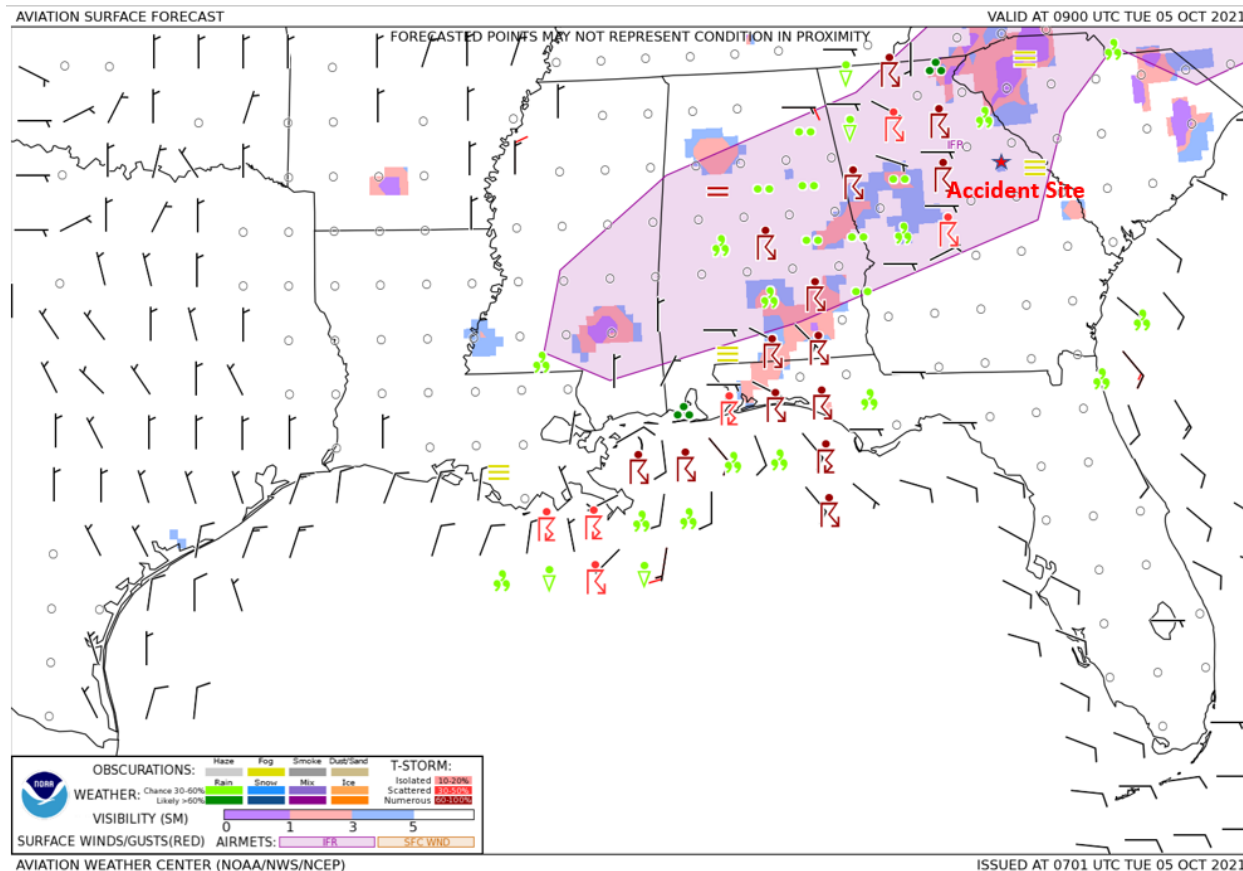 AVIATION SURFACE FORECAST
VALID AT 0900 UTC TUE 05 OCT 2021
FORECASTED POINTS MAY NOT REPRESENT CONDITION IN PROXIMITY
IFR
Accident Site
OBSCURATIONS: Haze Fog Smoke Dust/Sand
WEATHER: Rain Snow Mix Ice
Chance 30-60%
Likely >60%
T-STORM:
Isolated 10-20%
Scattered 30-50%
Numerous 60-100%
VISIBILITY (SM) 0 1 3 5
SURFACE WINDS/GUSTS(RED) AIRMETS: IFR SFC WND
NOAA
AVIATION WEATHER CENTER (NOAA/NWS/NCEP)
ISSUED AT 0701 UTC TUE 05 OCT 2021